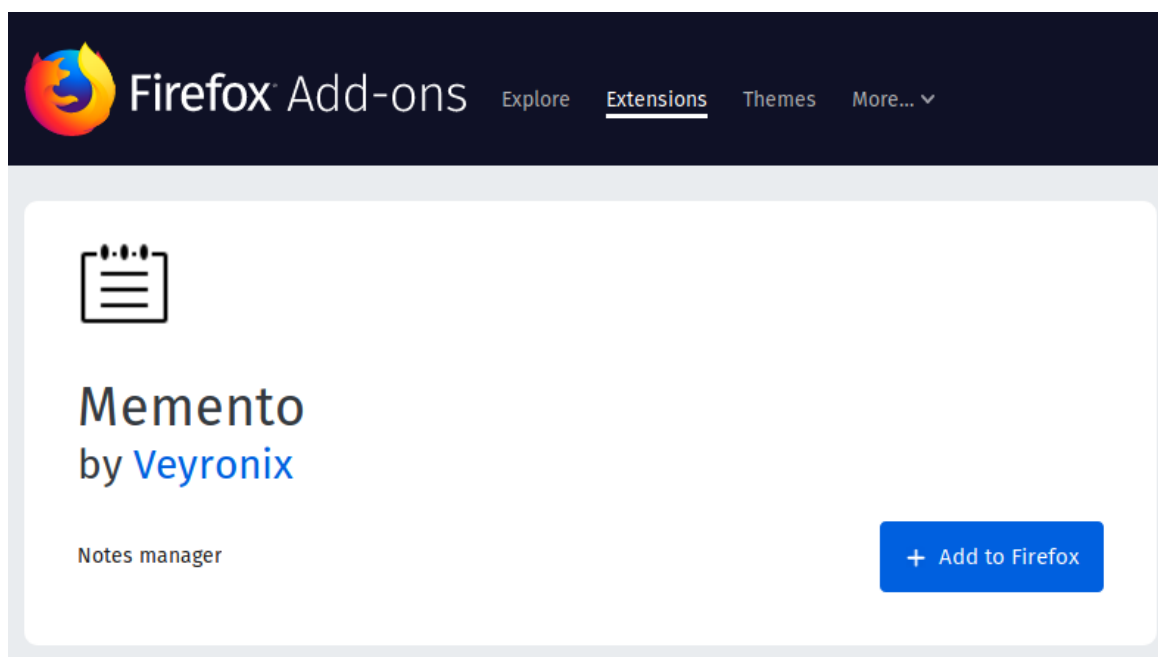 Firefox Add-ons Explore Extensions Themes More...
Memento
by Veyronix
Notes manager
+ Add to Firefox